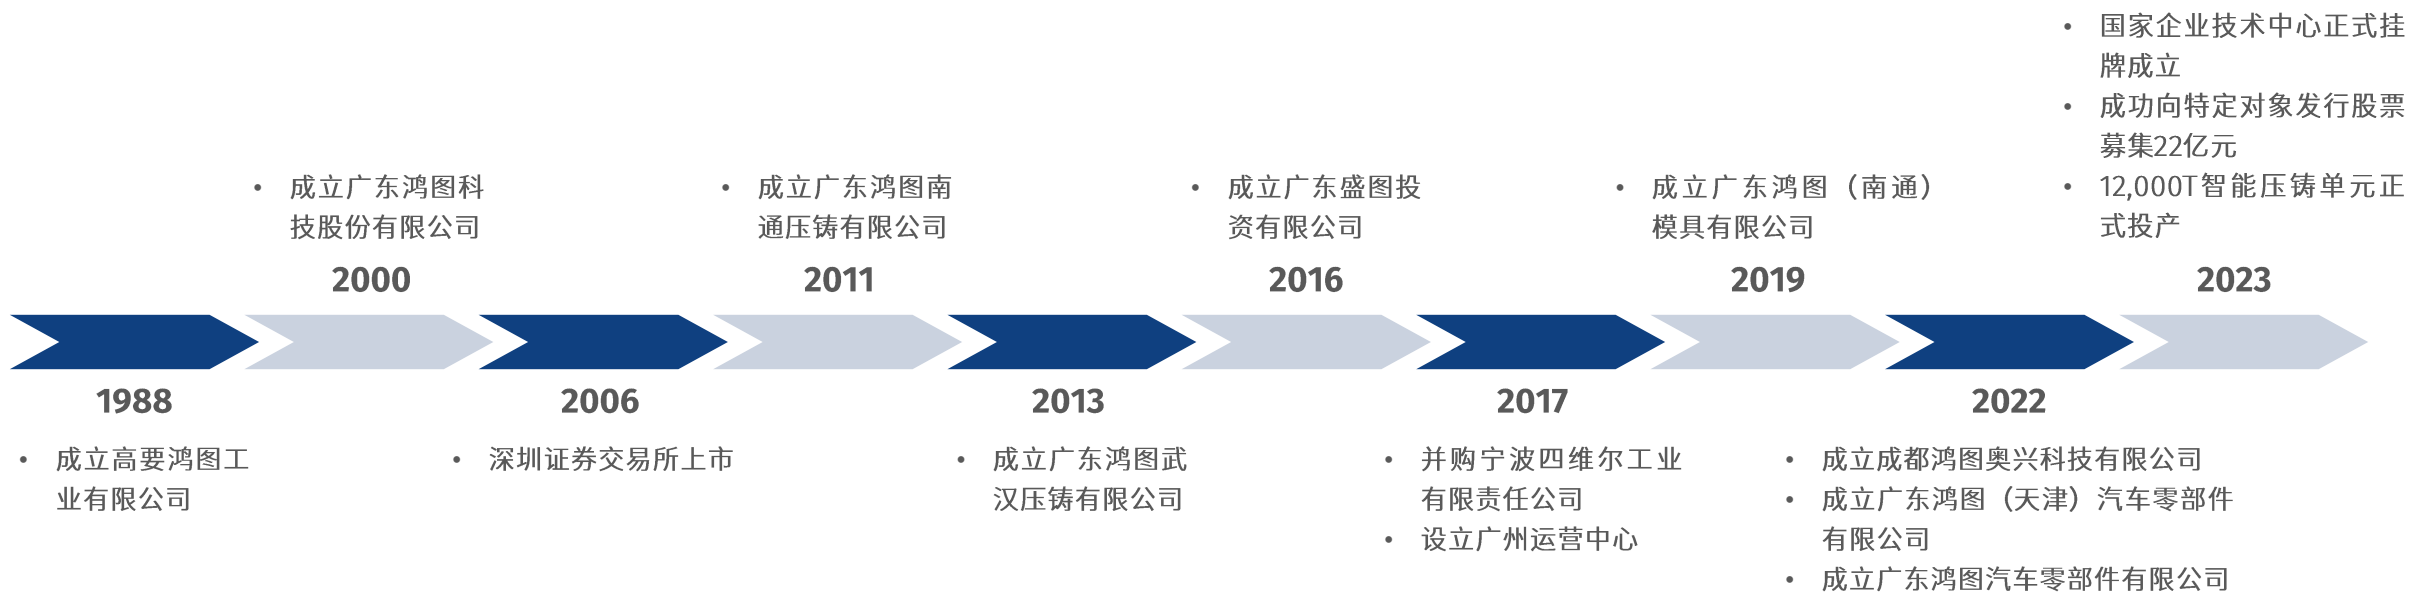 1988
• 成立高要鸿图工
业有限公司
• 成立广东鸿图科
技股份有限公司
2000
2006
• 深圳证券交易所上市
• 成立广东鸿图南
通压铸有限公司
2011
2013
• 成立广东鸿图武
汉压铸有限公司
• 成立广东盛图投
资有限公司
2016
2017
• 并购宁波四维尔工业
有限责任公司
• 设立广州运营中心
• 成立广东鸿图（南通）
模具有限公司
2019
2022
• 成立成都鸿图奥兴科技有限公司
• 成立广东鸿图（天津）汽车零部件
有限公司
• 成立广东鸿图汽车零部件有限公司
• 国家企业技术中心正式挂
牌成立
• 成功向特定对象发行股票
募集22亿元
• 12,000T智能压铸单元正
式投产
2023